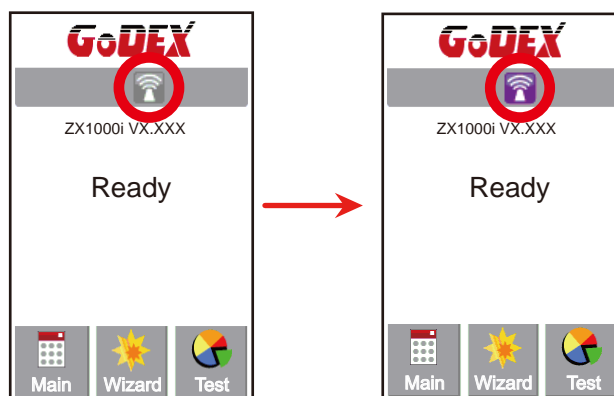 GoDEX
ZX1000i VX.XXX
Ready
Main Wizard Test
GoDEX
ZX1000i VX.XXX
Ready
Main Wizard Test